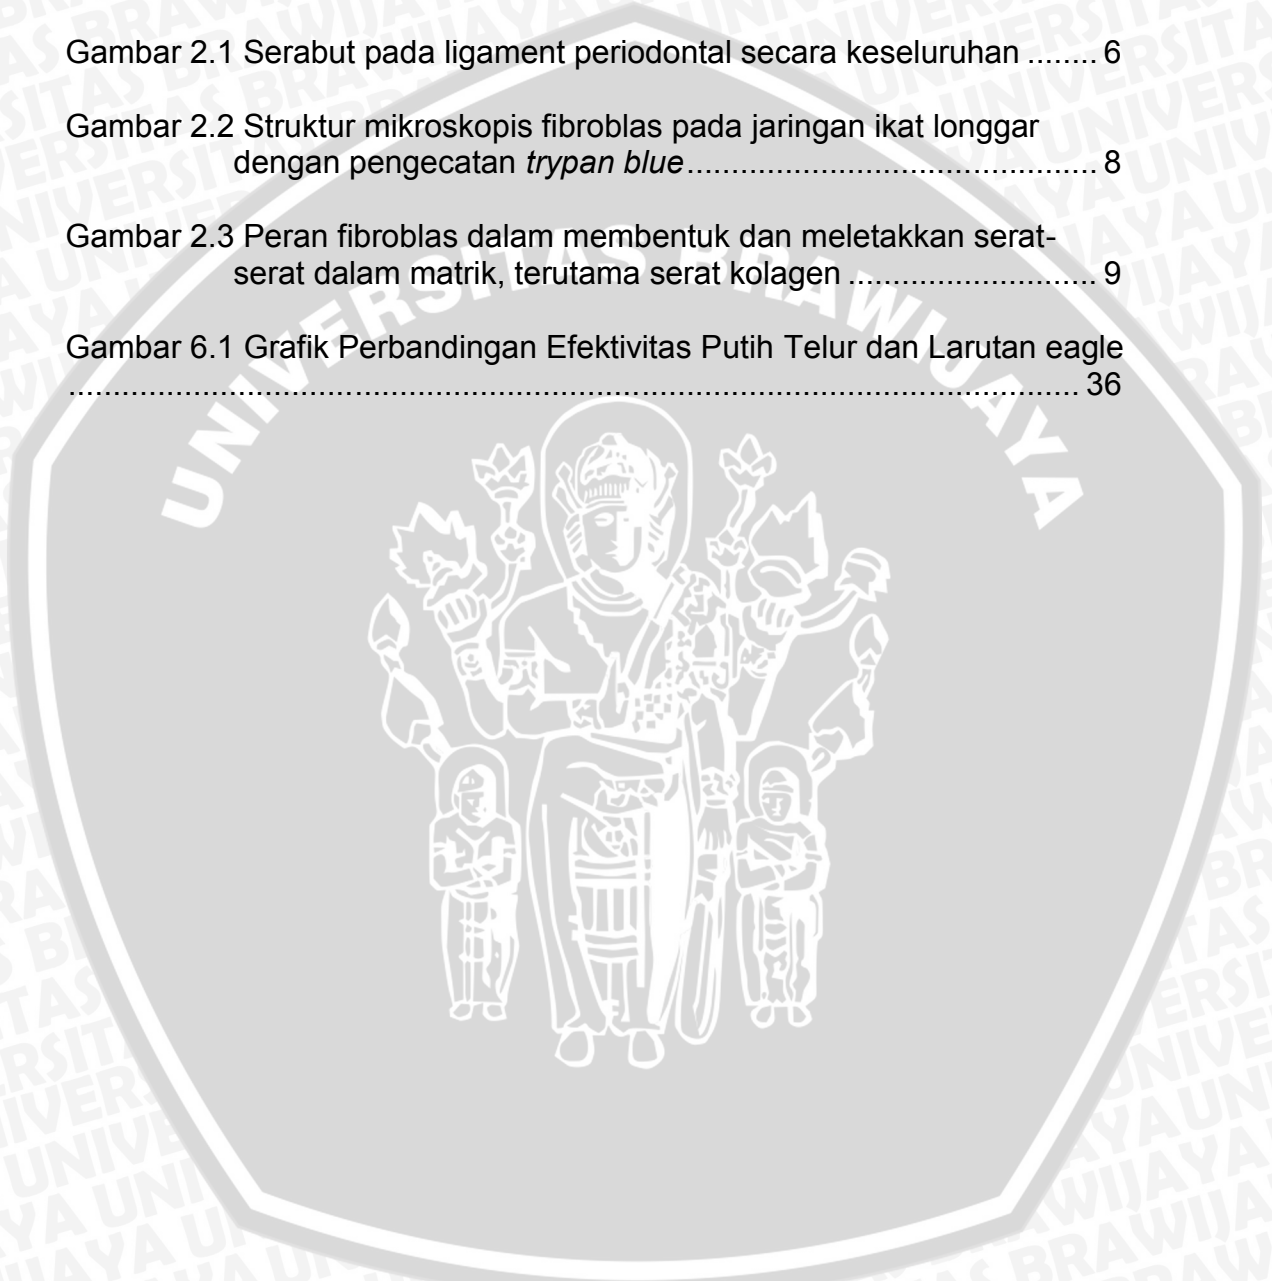 Gambar 2.1 Serabut pada ligament periodontal secara keseluruhan ........ 6
Gambar 2.2 Struktur mikroskopis fibroblas pada jaringan ikat longgar
dengan pengecatan trypan blue.............................................. 8
Gambar 2.3 Peran fibroblas dalam membentuk dan meletakkan serat-
serat dalam matrik, terutama serat kolagen ............................ 9
Gambar 6.1 Grafik Perbandingan Efektivitas Putih Telur dan Larutan eagle
................................................................................................................. 36
UNIVERSITAS BRAWIJAYA